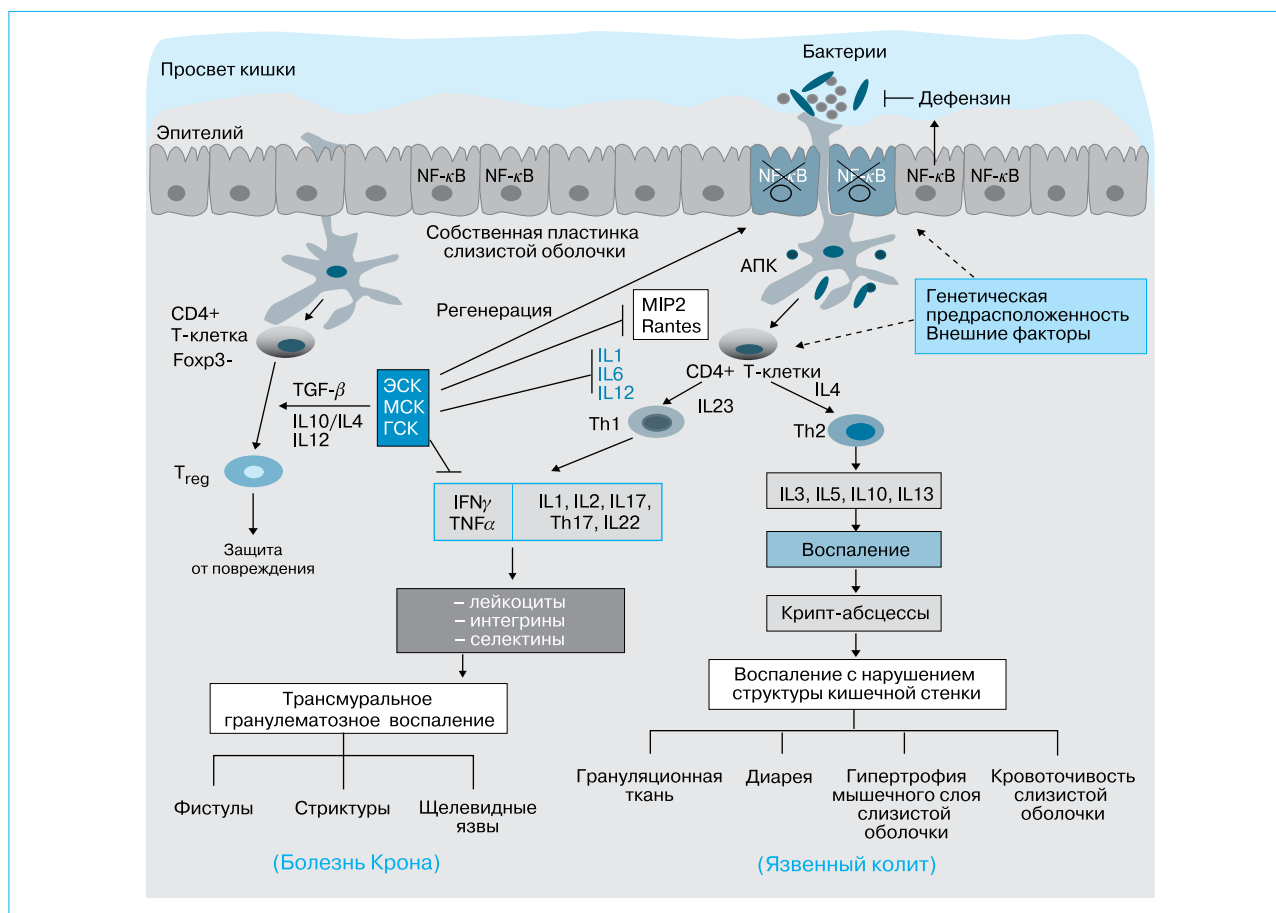 Бактерии
Просвет кишки
Дефензин
Эпителий
NF-κB
NF-κB
NF-κB
NF-κB
NF-κB
NF-κB
Собственная пластинка
слизистой оболочки
АПК
Генетическая
предрасположенность
Внешние факторы
Регенерация
MIP2
Rantes
CD4+
Т-клетка
Foxp3-
IL1
IL6
IL12
CD4+ Т-клетки
TGF-β
IL10/IL4
IL12
ЭСК
МСК
ГСК
IL23
IL4
Th1
Th2
Treg
IFNγ
TNFα
IL1, IL2, IL17,
Th17, IL22
IL3, IL5, IL10, IL13
Защита
от повреждения
Воспаление
– лейкоциты
– интегрины
– селектины
Крипт-абсцессы
Трансмуральное
гранулематозное воспаление
Воспаление с нарушением
структуры кишечной стенки
Фистулы
Стриктуры
Щелевидные
язвы
Грануляционная
ткань
Диарея
Гипертрофия
мышечного слоя
слизистой
оболочки
Кровоточивость
слизистой
оболочки
(Болезнь Крона)
(Язвенный колит)